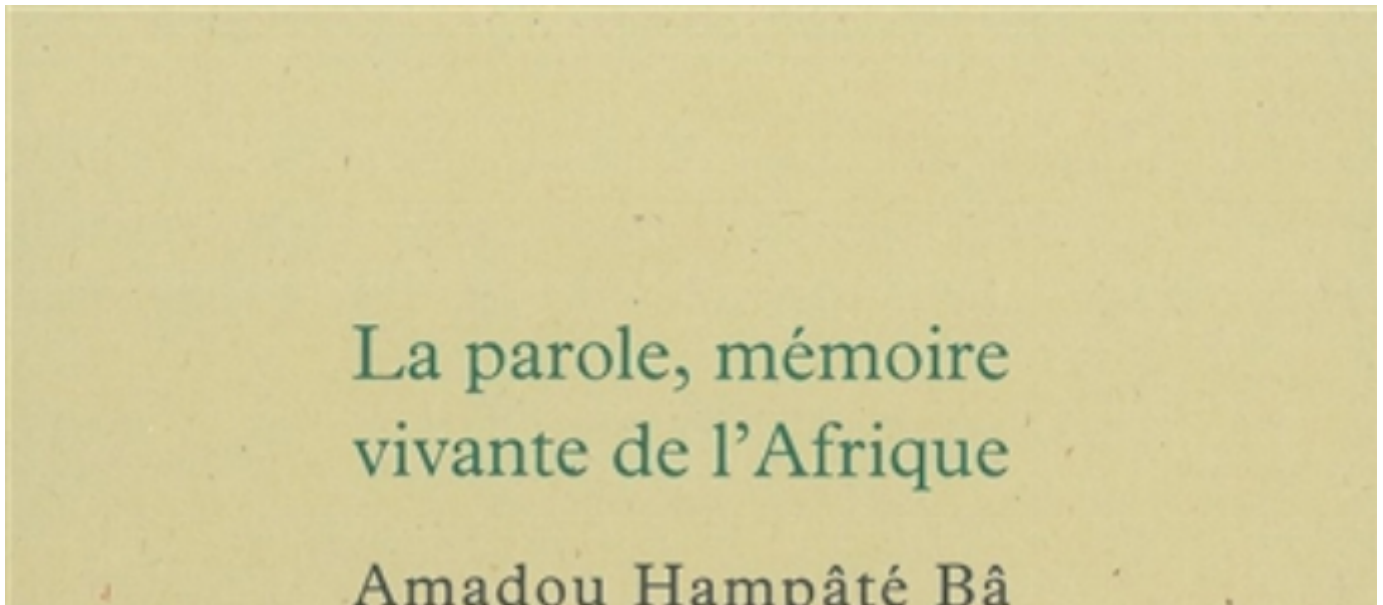 La parole, mémoire
vivante de l’Afrique
Amadou Hampâté Bâ